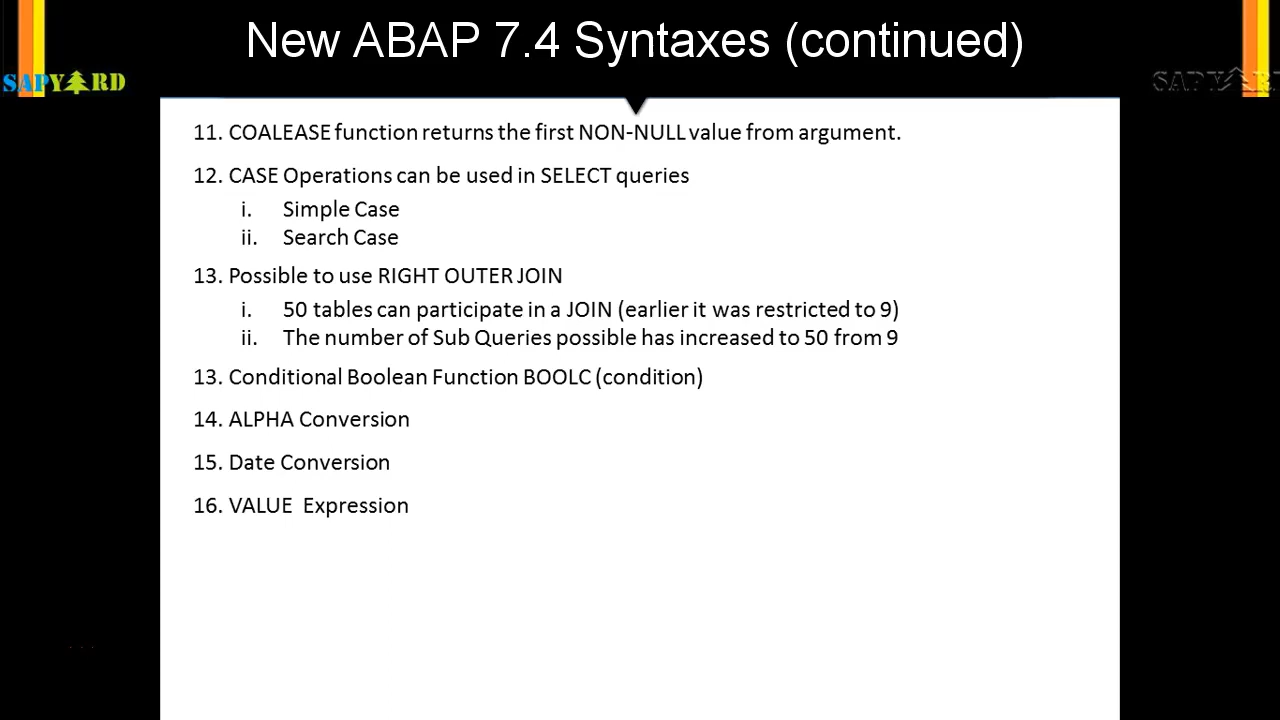 New ABAP 7.4 Syntaxes (continued)
SAPYARD
SAPYARD
11. COALEASE function returns the first NON-NULL value from argument.
12. CASE Operations can be used in SELECT queries
i. Simple Case
ii. Search Case
13. Possible to use RIGHT OUTER JOIN
i. 50 tables can participate in a JOIN (earlier it was restricted to 9)
ii. The number of Sub Queries possible has increased to 50 from 9
13. Conditional Boolean Function BOOLC (condition)
14. ALPHA Conversion
15. Date Conversion
16. VALUE  Expression